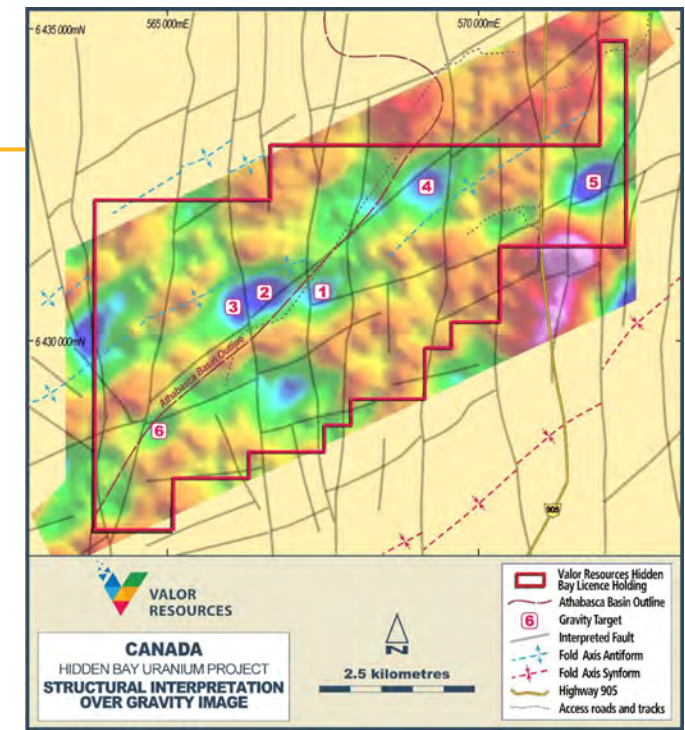 6 435 000mN
565 000mE
570 000mE
4
5
3
2
1
6 430 000mN
Athabasca Basin Outline
6
905
VALOR
RESOURCES
CANADA
HIDDEN BAY URANIUM PROJECT
STRUCTURAL INTERPRETATION
OVER GRAVITY IMAGE
N
2.5 kilometres
Valor Resources Hidden
Bay Licence Holding
Athabasca Basin Outline
6
Gravity Target
Interpreted Fault
Fold Axis Antiform
Fold Axis Synform
Highway 905
Access roads and tracks